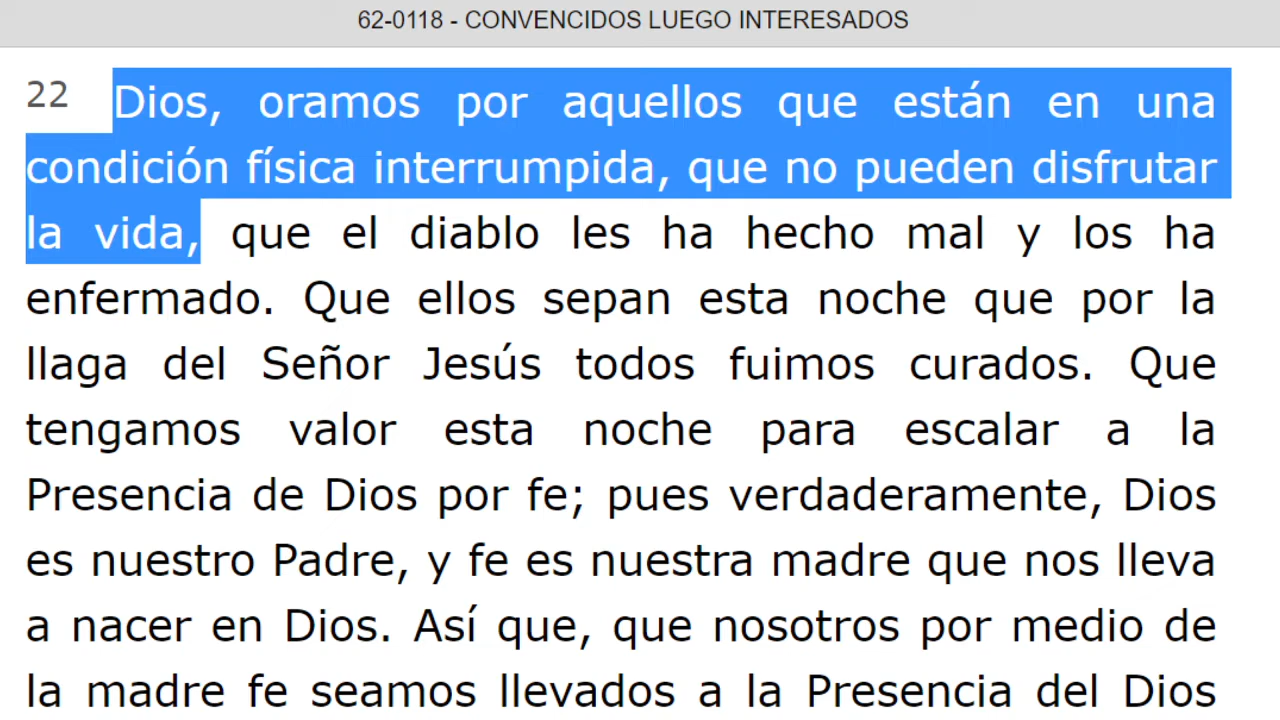 62-0118 - CONVENCIDOS LUEGO INTERESADOS
22 Dios, oramos por aquellos que están en una
condición física interrumpida, que no pueden disfrutar
la vida, que el diablo les ha hecho mal y los ha
enfermado. Que ellos sepan esta noche que por la
llaga del Señor Jesús todos fuimos curados. Que
tengamos valor esta noche para escalar a la
Presencia de Dios por fe; pues verdaderamente, Dios
es nuestro Padre, y fe es nuestra madre que nos lleva
a nacer en Dios. Así que, que nosotros por medio de
la madre fe seamos llevados a la Presencia del Dios